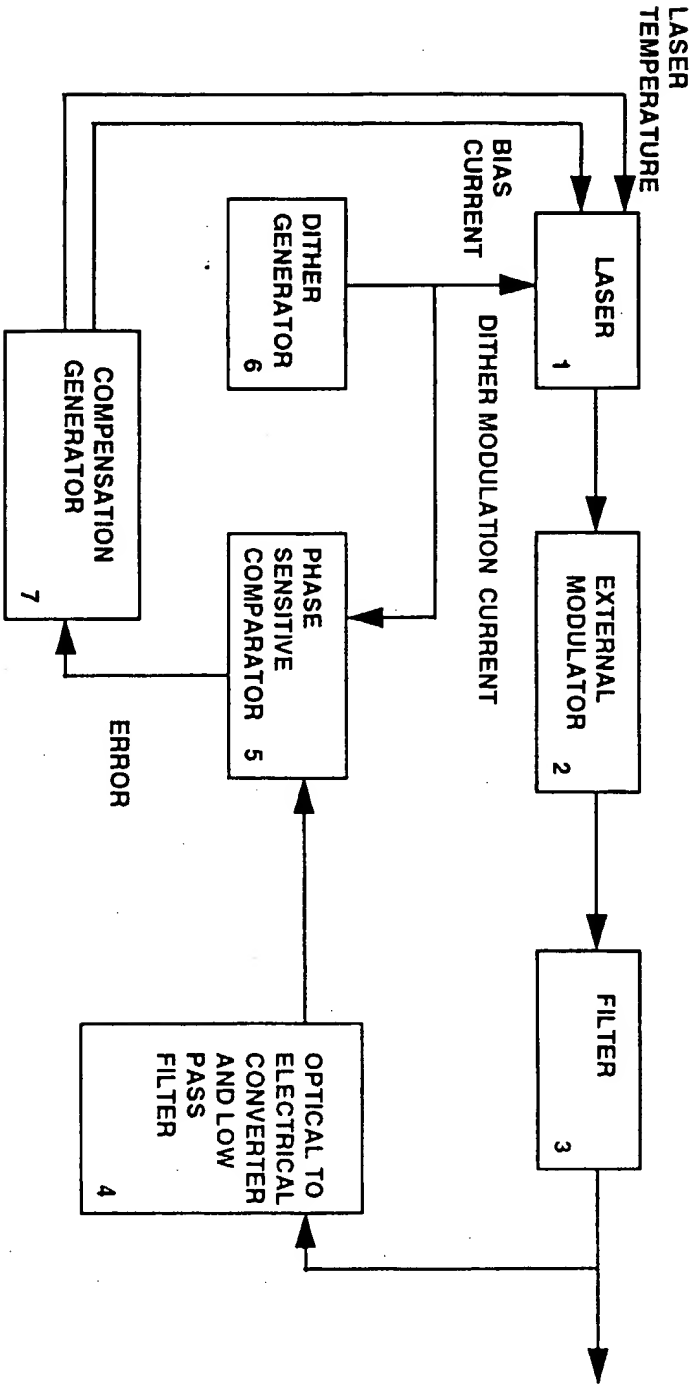 LASER
TEMPERATURE
BIAS
CURRENT
LASER
1
DITHER MODULATION CURRENT
EXTERNAL
MODULATOR
2
FILTER
3
DITHER
GENERATOR
6
PHASE
SENSITIVE
COMPARATOR 5
OPTICAL TO
ELECTRICAL
CONVERTER
AND LOW
PASS
FILTER
4
COMPENSATION
GENERATOR
7
ERROR